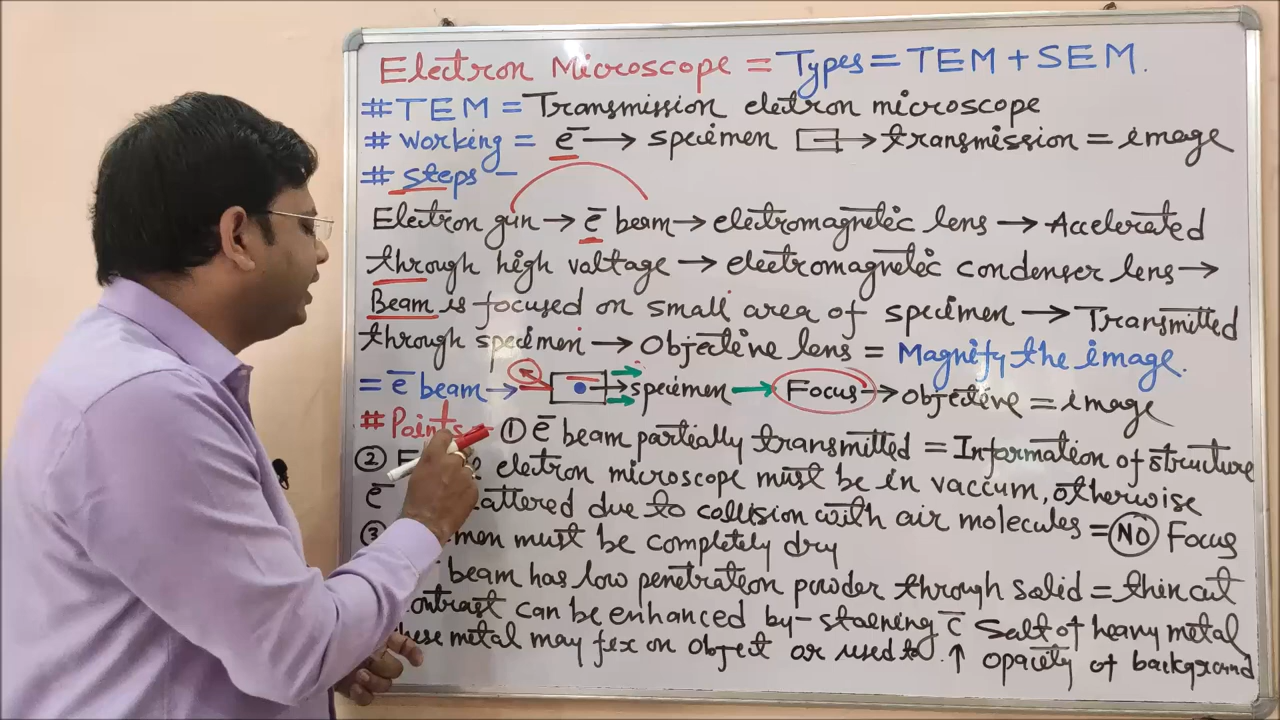 Electron Microscope = Types = TEM + SEM.
# TEM = Transmission electron microscope
# Working = e⁻ → specimen → transmission = image
# Steps -
Electron gun → e⁻ beam → electromagnetic lens → Accelerated
through high voltage → electromagnetic condenser lens →
Beam is focused on small area of specimen → Transmitted
through specimen → Objective lens = Magnify the image.
= e⁻ beam → specimen → Focus → objective = image
# Points - ① e⁻ beam partially transmitted = Information of structure
② electron microscope must be in vaccum, otherwise
e⁻ due to collision with air molecules = NO Focus
③ must be completely dry
beam has low penetration powder through solid = thin cut
contrast can be enhanced by - staining c̄ salt of heavy metal
these metal may fix on object or used to ↑ opacity of background